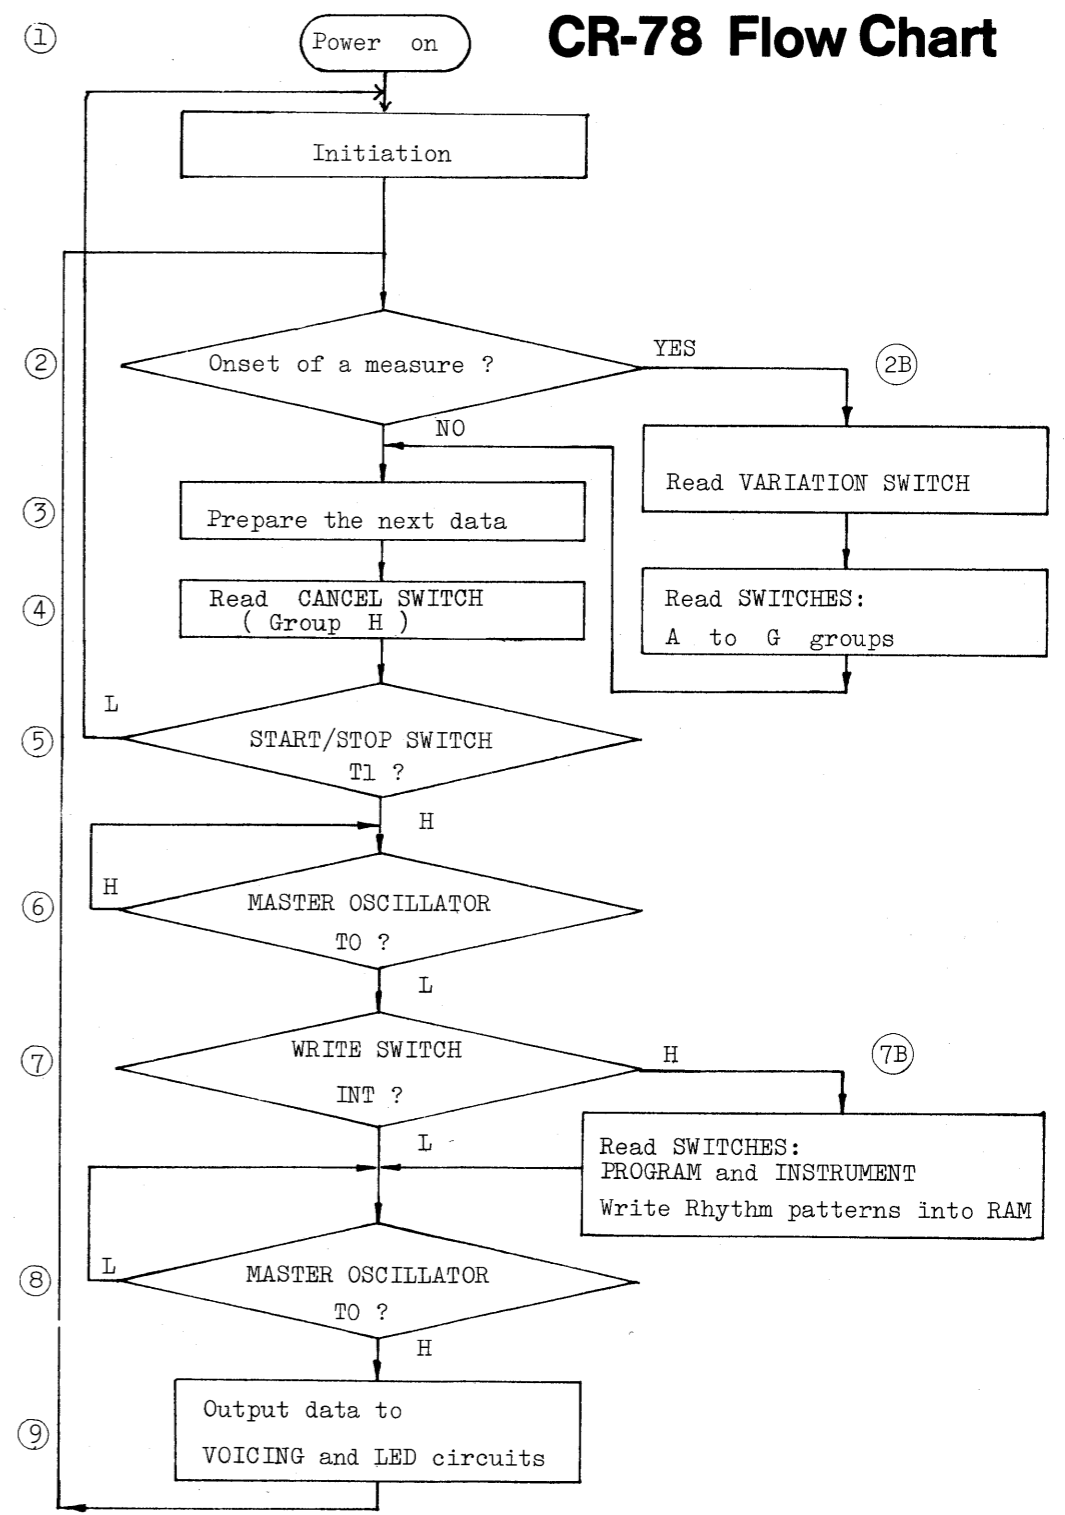 CR-78 Flow Chart
1
Power on
Initiation
2
Onset of a measure ?
YES
2B
NO
Read VARIATION SWITCH
3
Prepare the next data
4
Read CANCEL SWITCH
( Group H )
Read SWITCHES:
A to G groups
L
5
START/STOP SWITCH
T1 ?
H
H
6
MASTER OSCILLATOR
TO ?
L
7
WRITE SWITCH
INT ?
H
7B
L
Read SWITCHES:
PROGRAM and INSTRUMENT
Write Rhythm patterns into RAM
L
8
MASTER OSCILLATOR
TO ?
H
9
Output data to
VOICING and LED circuits